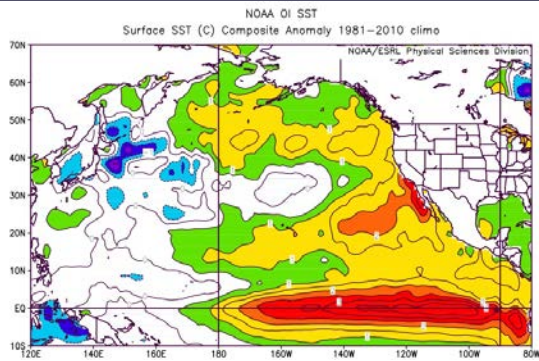 NOAA OI SST
Surface SST (C) Composite Anomaly 1981-2010 climo
NOAA/ESRL Physical Sciences Division
70N
60N
50N
40N
30N
20N
10N
EQ
10S
120E 140E 160E 180 160W 140W 120W 100W 80W